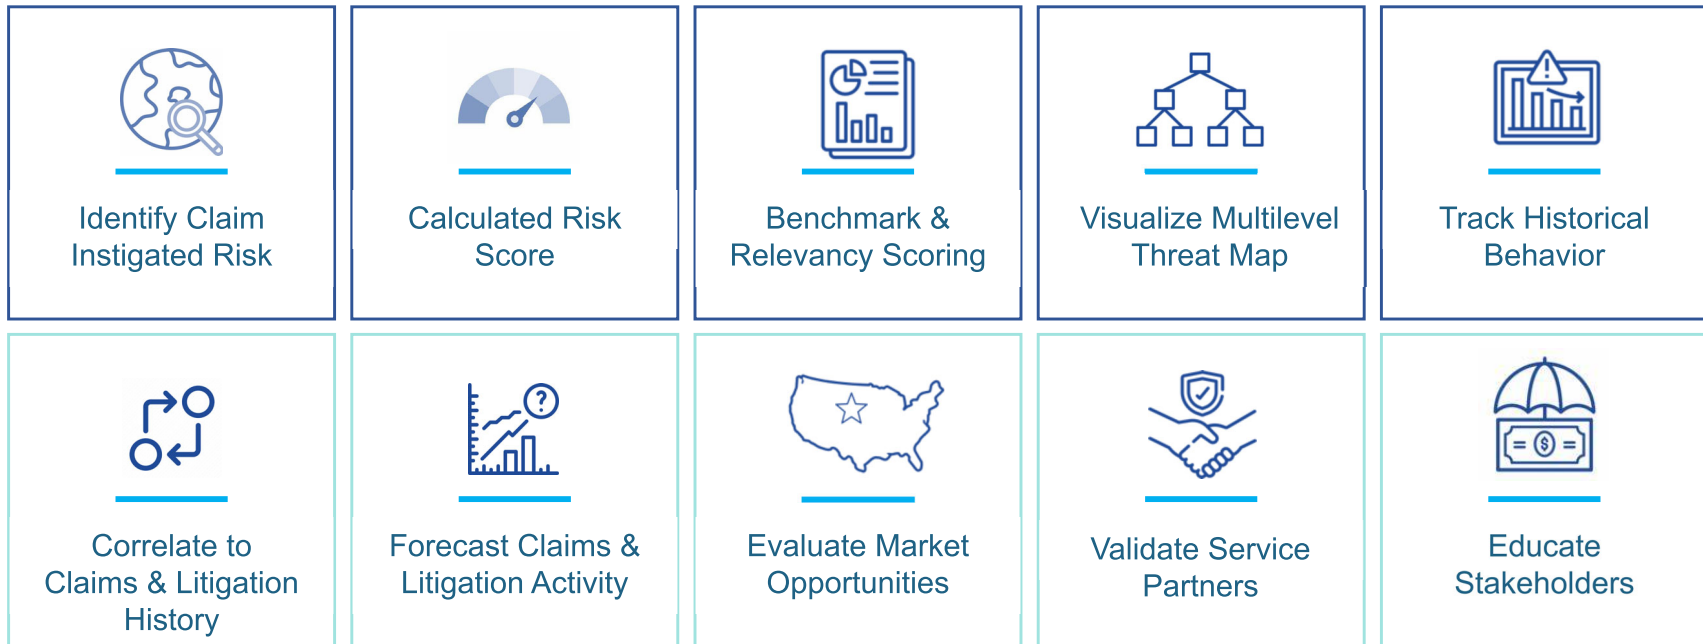 Identify Claim
Instigated Risk
Calculated Risk
Score
Benchmark &
Relevancy Scoring
Visualize Multilevel
Threat Map
Track Historical
Behavior
?
$
Correlate to
Claims & Litigation
History
Forecast Claims &
Litigation Activity
Evaluate Market
Opportunities
Validate Service
Partners
Educate
Stakeholders